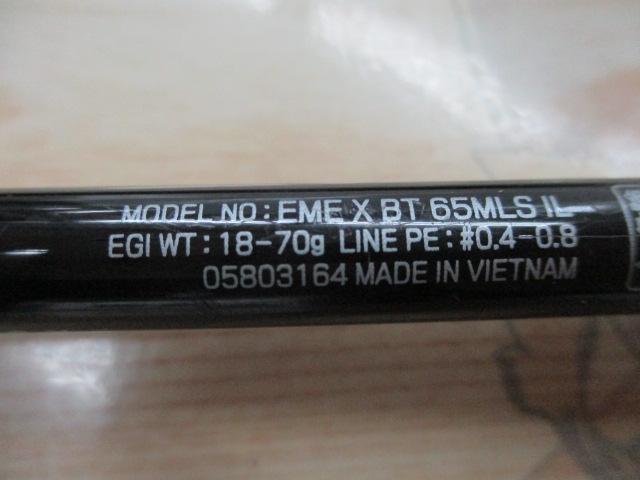 MODEL NO : EME X BT 65MLS IL
EGI WT : 18-70g LINE PE : #0.4-0.8
05803164 MADE IN VIETNAM